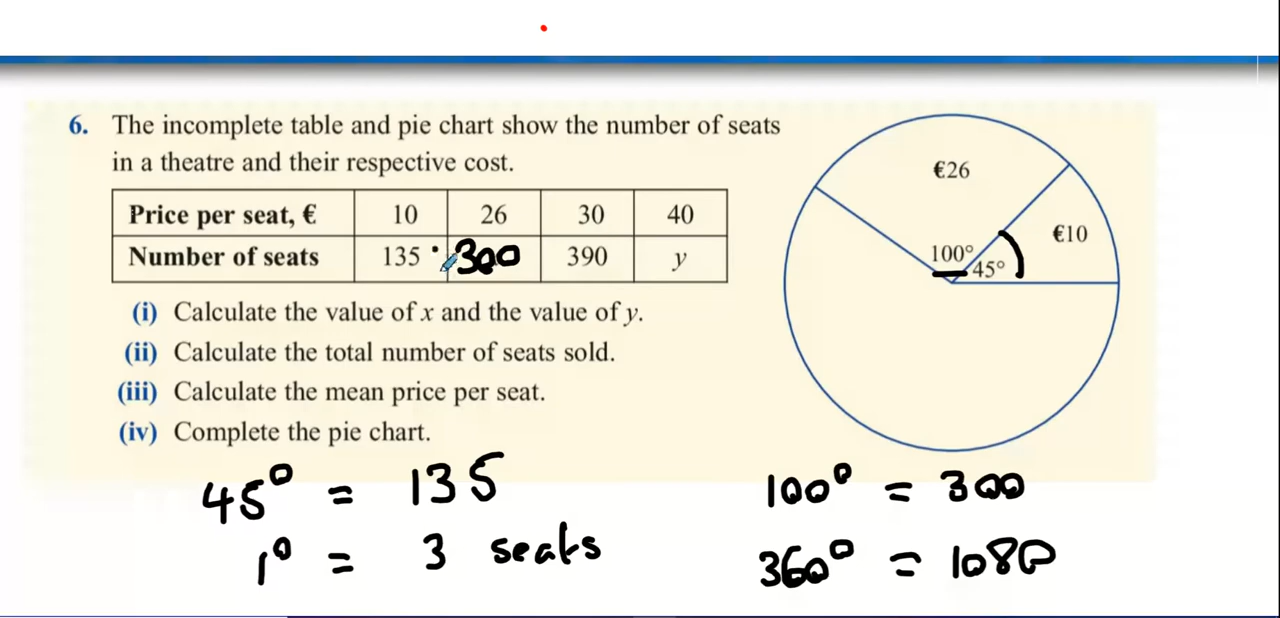 6. The incomplete table and pie chart show the number of seats
in a theatre and their respective cost.
Price per seat, € 10 26 30 40
Number of seats 135 300 390 y
(i) Calculate the value of x and the value of y.
(ii) Calculate the total number of seats sold.
(iii) Calculate the mean price per seat.
(iv) Complete the pie chart.
€26
€10
100°
45°
45° = 135
1° = 3 seats
100° = 300
360° = 1080